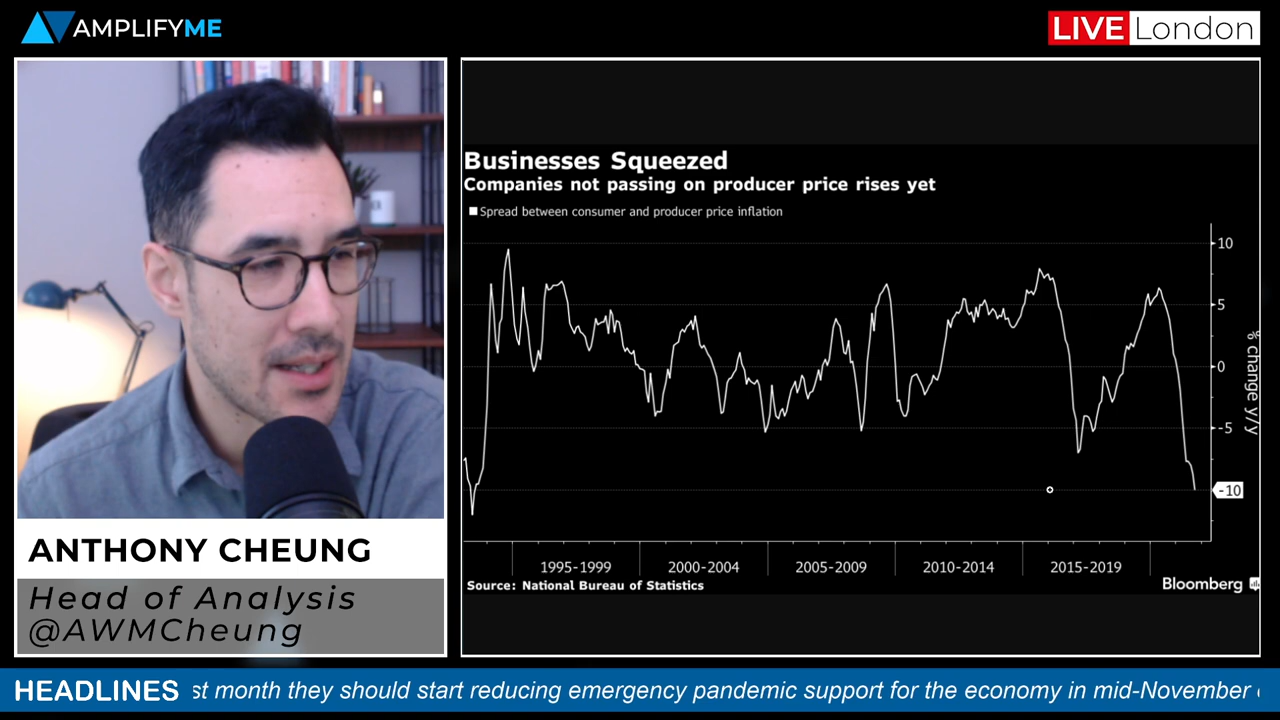 AMPLIFYME
LIVE London
Businesses Squeezed
Companies not passing on producer price rises yet
Spread between consumer and producer price inflation
10
5
0
-5
-10
% change y/y
1995-1999 2000-2004 2005-2009 2010-2014 2015-2019
Source: National Bureau of Statistics
Bloomberg
ANTHONY CHEUNG
Head of Analysis
@AWMCheung
HEADLINES st month they should start reducing emergency pandemic support for the economy in mid-November